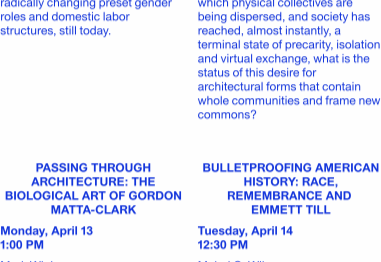 radically changing preset gender
roles and domestic labor
structures, still today.
which physical collectives are
being dispersed, and society has
reached, almost instantly, a
terminal state of precarity, isolation
and virtual exchange, what is the
status of this desire for
architectural forms that contain
whole communities and frame new
commons?
PASSING THROUGH
ARCHITECTURE: THE
BIOLOGICAL ART OF GORDON
MATTA-CLARK
Monday, April 13
1:00 PM
BULLETPROOFING AMERICAN
HISTORY: RACE,
REMEMBRANCE AND
EMMETT TILL
Tuesday, April 14
12:30 PM